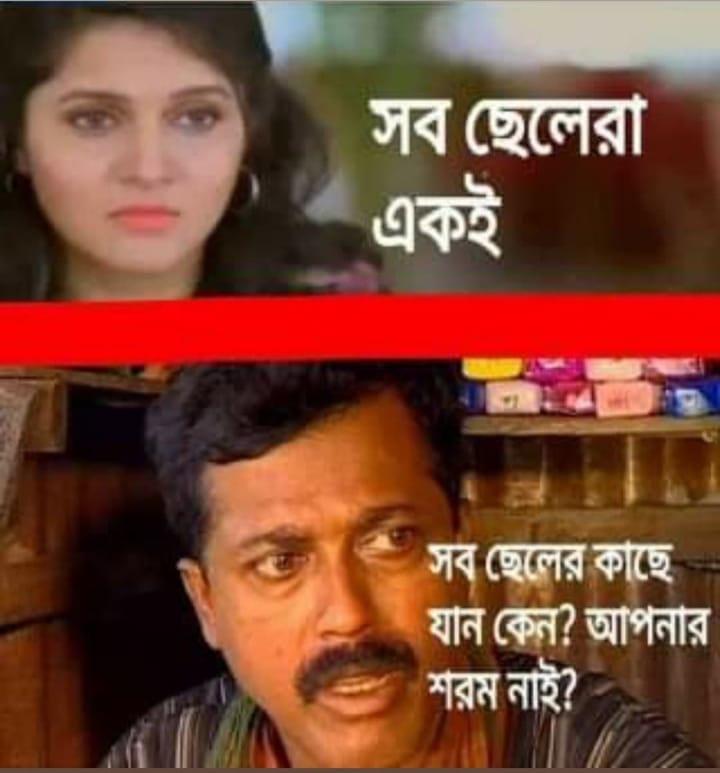 সব ছেলেরা
একই
সব ছেলের কাছে
যান কেন? আপনার
শরম নাই?